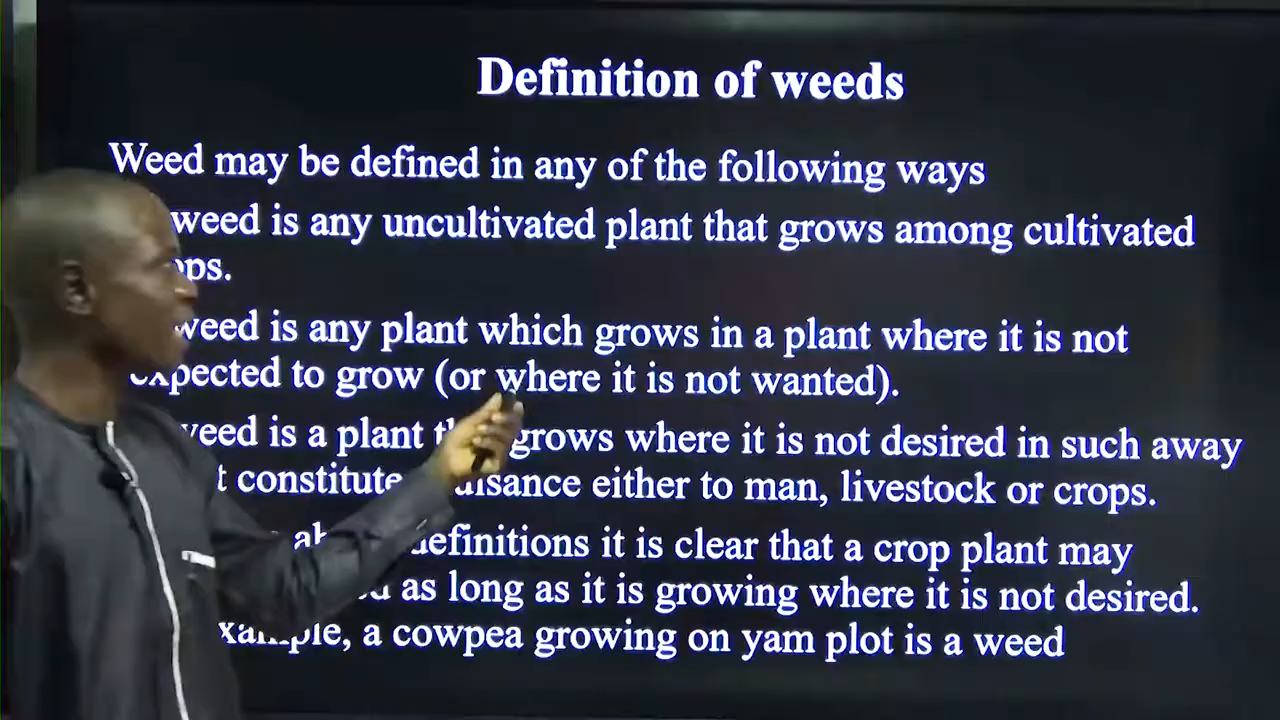 Definition of weeds
Weed may be defined in any of the following ways
weed is any uncultivated plant that grows among cultivated
weed is any plant which grows in a plant where it is not
expected to grow (or where it is not wanted).
weed is a plant grows where it is not desired in such away
constitute either to man, livestock or crops.
definitions it is clear that a crop plant may
as long as it is growing where it is not desired.
example, a cowpea growing on yam plot is a weed